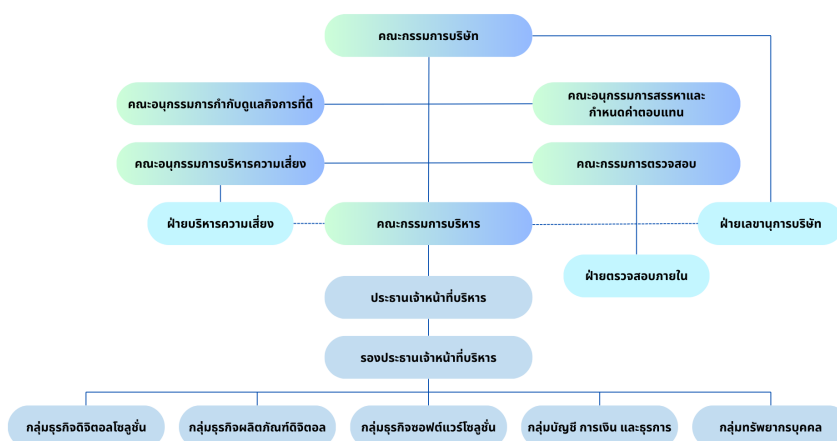 คณะกรรมการบริษัท
คณะอนุกรรมการกำกับดูแลกิจการที่ดี
คณะอนุกรรมการสรรหาและ
กำหนดค่าตอบแทน
คณะอนุกรรมการบริหารความเสี่ยง
คณะกรรมการตรวจสอบ
ฝ่ายบริหารความเสี่ยง
คณะกรรมการบริหาร
ฝ่ายเลขานุการบริษัท
ฝ่ายตรวจสอบภายใน
ประธานเจ้าหน้าที่บริหาร
รองประธานเจ้าหน้าที่บริหาร
กลุ่มธุรกิจดิจิตอลโซลูชั่น
กลุ่มธุรกิจผลิตภัณฑ์ดิจิตอล
กลุ่มธุรกิจซอฟต์แวร์โซลูชั่น
กลุ่มบัญชี การเงิน และธุรการ
กลุ่มทรัพยากรบุคคล